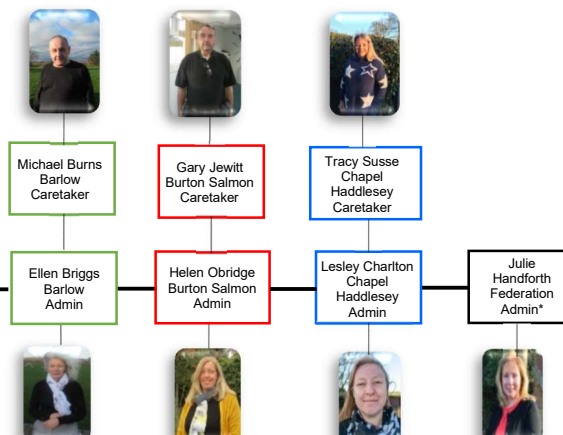 Michael Burns
Barlow
Caretaker
Gary Jewitt
Burton Salmon
Caretaker
Tracy Susse
Chapel
Haddlesey
Caretaker
Ellen Briggs
Barlow
Admin
Helen Obridge
Burton Salmon
Admin
Lesley Charlton
Chapel
Haddlesey
Admin
Julie
Handforth
Federation
Admin*